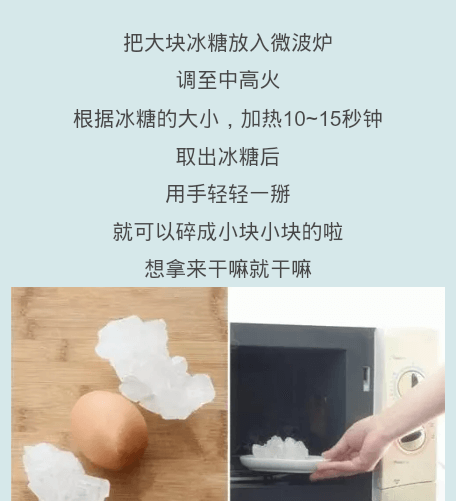 把大块冰糖放入微波炉
调至中高火
根据冰糖的大小，加热10~15秒钟
取出冰糖后
用手轻轻一掰
就可以碎成小块小块的啦
想拿来干嘛就干嘛